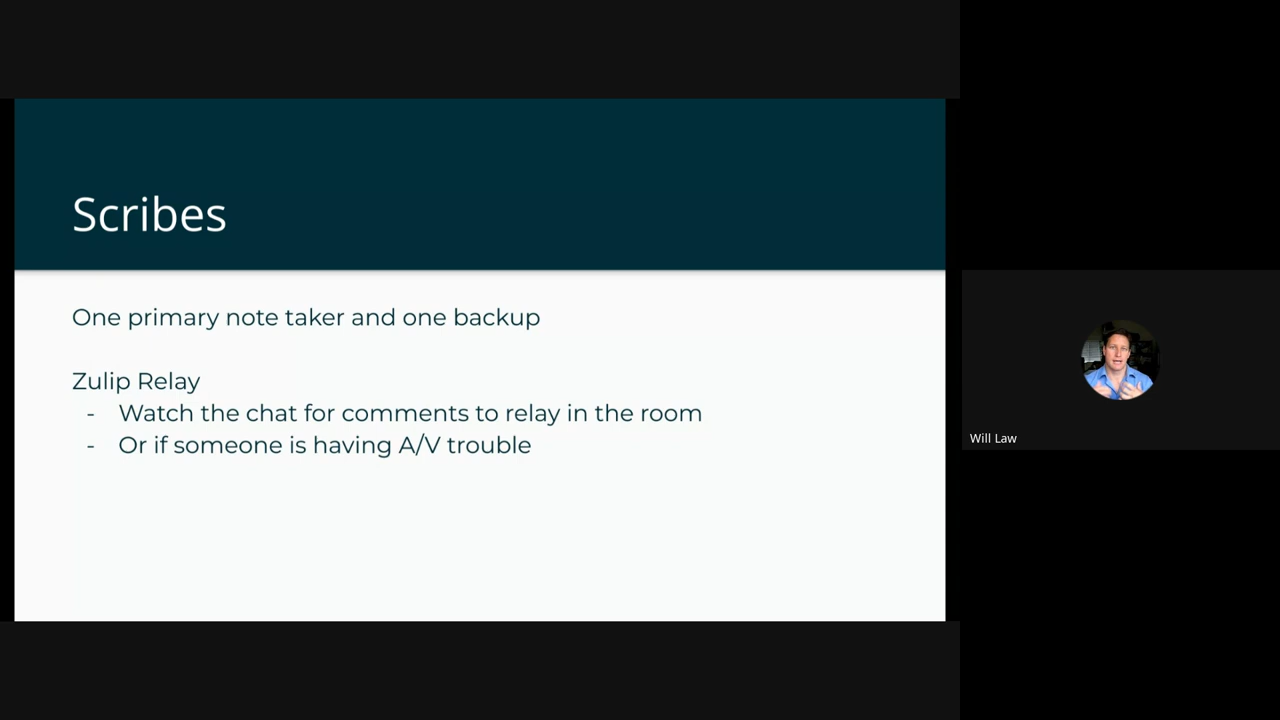 Scribes
One primary note taker and one backup
Zulip Relay
- Watch the chat for comments to relay in the room
- Or if someone is having A/V trouble
Will Law